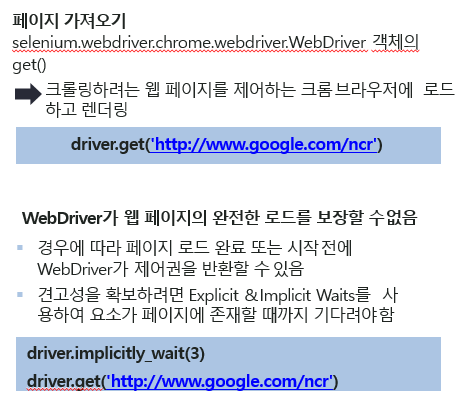 페이지 가져오기
selenium.webdriver.chrome.webdriver.WebDriver 객체의
get()
크롤링하려는 웹 페이지를 제어하는 크롬 브라우저에 로드
하고 렌더링
driver.get('http://www.google.com/ncr')
WebDriver가 웹 페이지의 완전한 로드를 보장할 수 없음
경우에 따라 페이지 로드 완료 또는 시작 전에
WebDriver가 제어권을 반환할 수 있음
견고성을 확보하려면 Explicit & Implicit Waits를 사
용하여 요소가 페이지에 존재할 때까지 기다려야 함
driver.implicitly_wait(3)
driver.get('http://www.google.com/ncr')